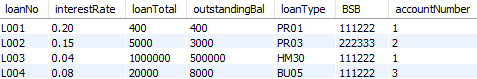 loanNo interestRate loanTotal outstandingBal loanType BSB accountNumber
L001 0.20 400 400 PR01 111222 1
L002 0.15 5000 3000 PR03 222333 2
L003 0.04 1000000 500000 HM30 111222 1
L004 0.08 20000 8000 BU05 111222 3